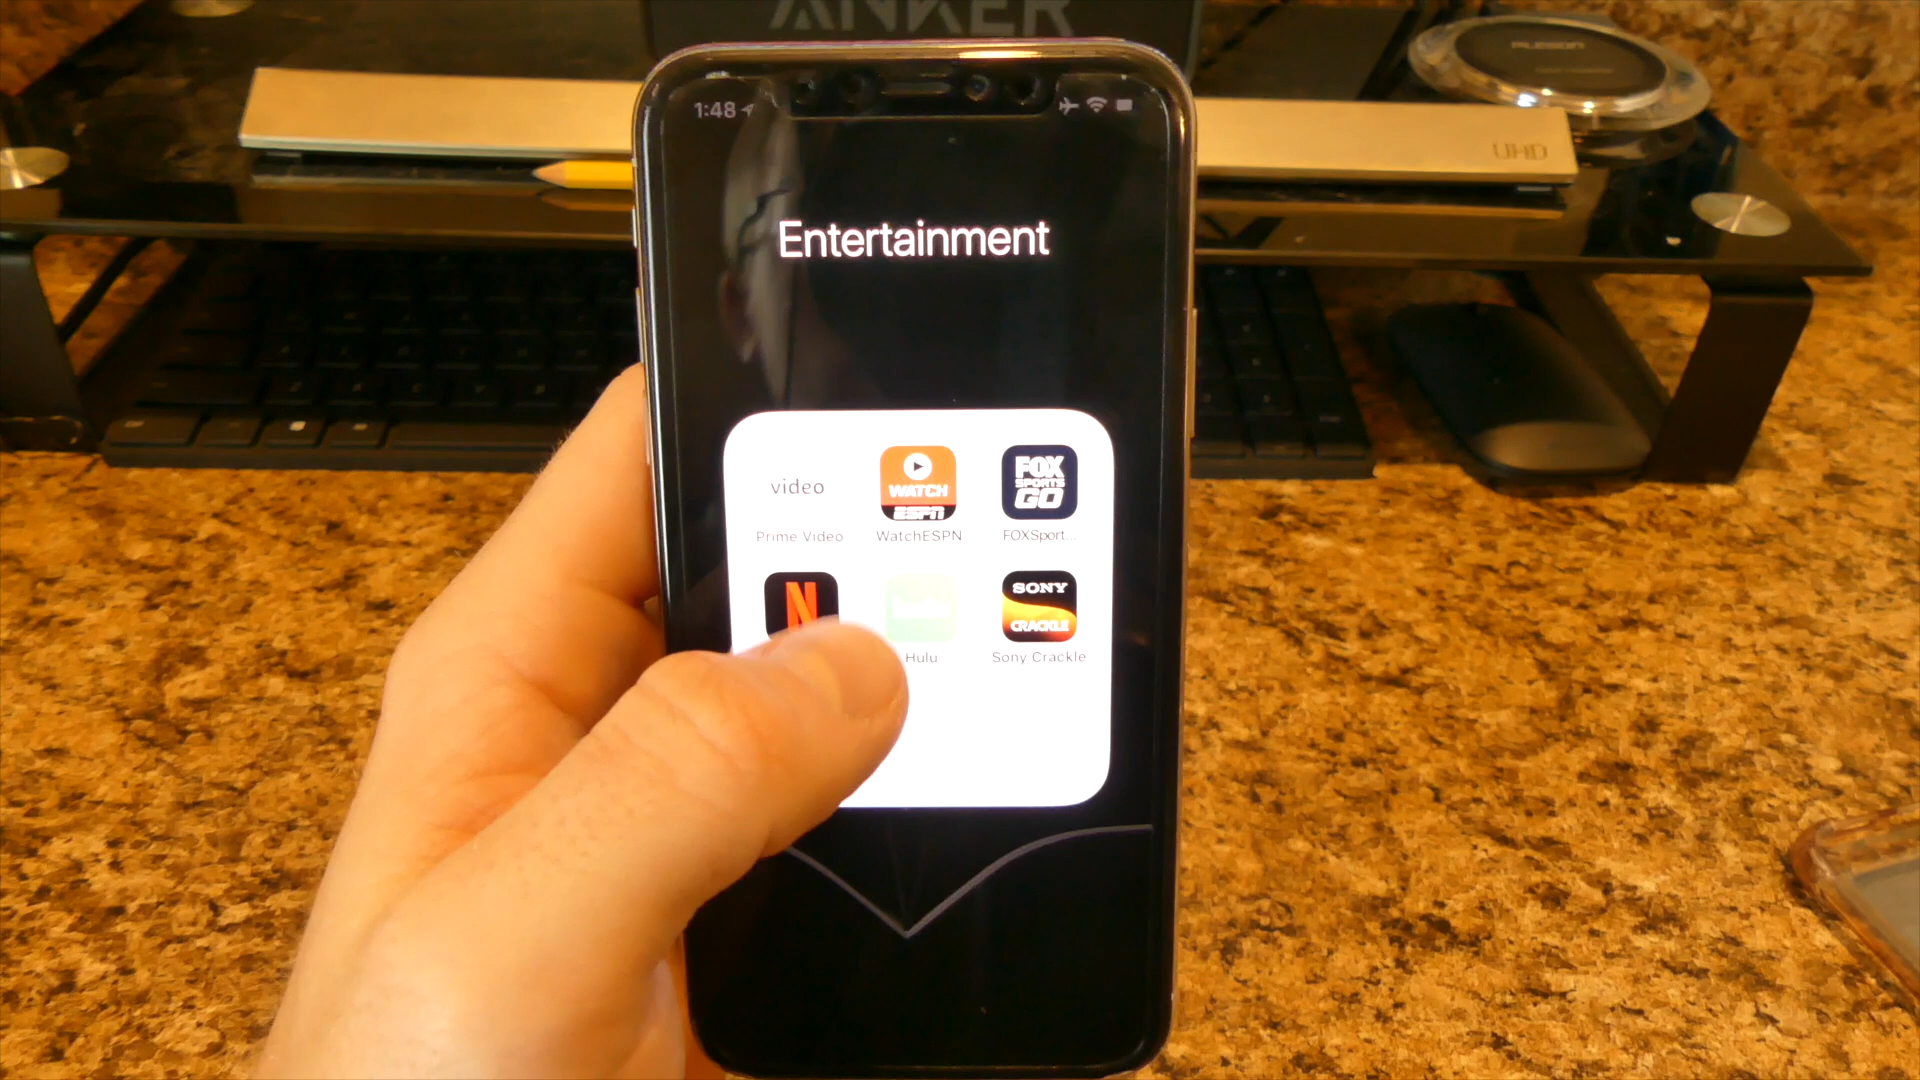 ANKER
PLESON
1:48
UHD
Entertainment
video
WATCH
ESPN
FOX
SPORTS
GO
Prime Video
WatchESPN
FOXSport...
N
SONY
CRACKLE
Hulu
Sony Crackle